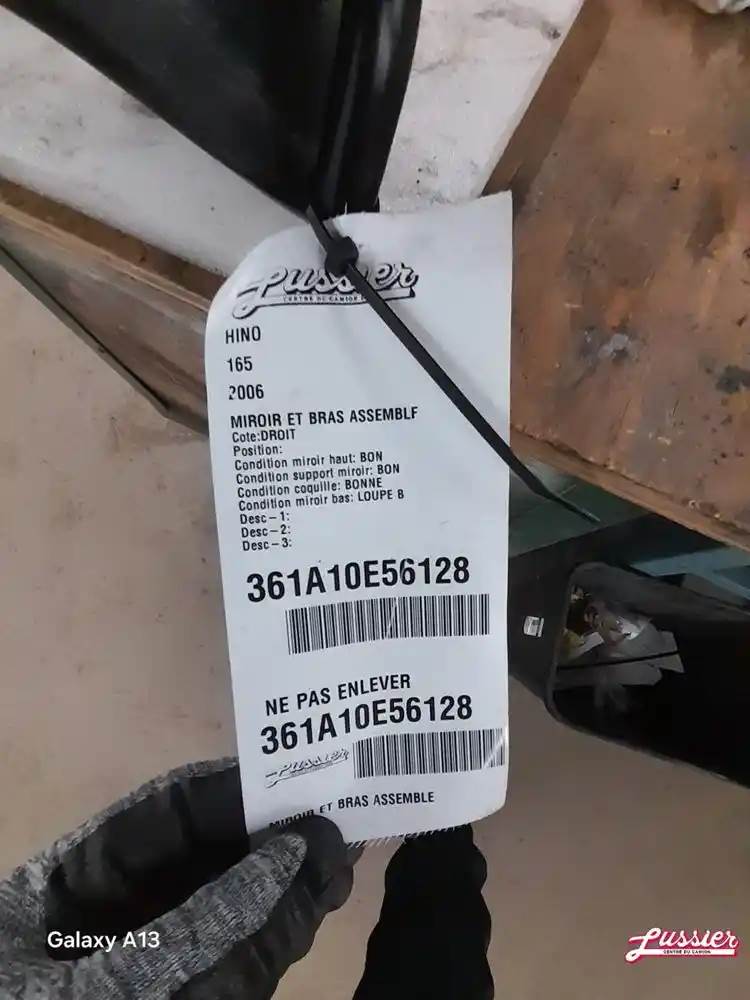 Lussier
CENTRE DU CAMION
HINO
165
2006
MIROIR ET BRAS ASSEMBLE
Cote:DROIT
Position:
Condition miroir haut: BON
Condition support miroir: BON
Condition coquille: BONNE
Condition miroir bas: LOUPE B
Desc-1:
Desc-2:
Desc-3:
361A10E56128
NE PAS ENLEVER
361A10E56128
Lussier
MIROIR ET BRAS ASSEMBLE
Galaxy A13
Lussier
CENTRE DU CAMION